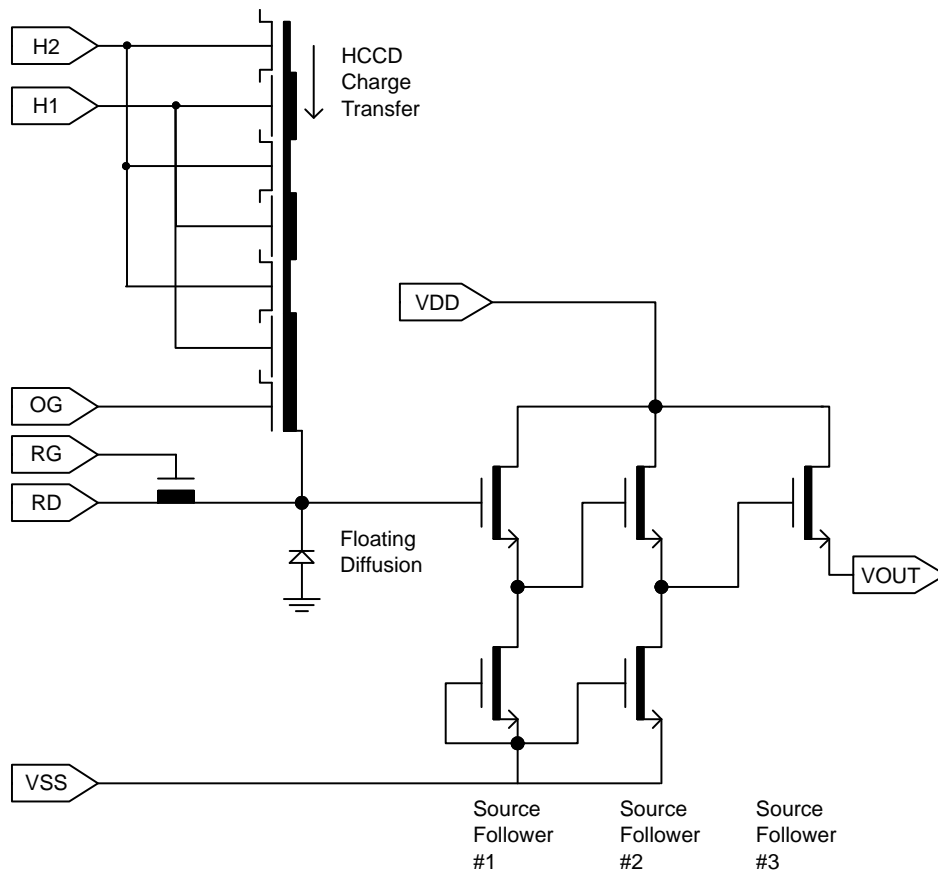 H2
HCCD
Charge
Transfer
H1
VDD
OG
RG
RD
Floating
Diffusion
VOUT
VSS
Source
Follower
#1
Source
Follower
#2
Source
Follower
#3